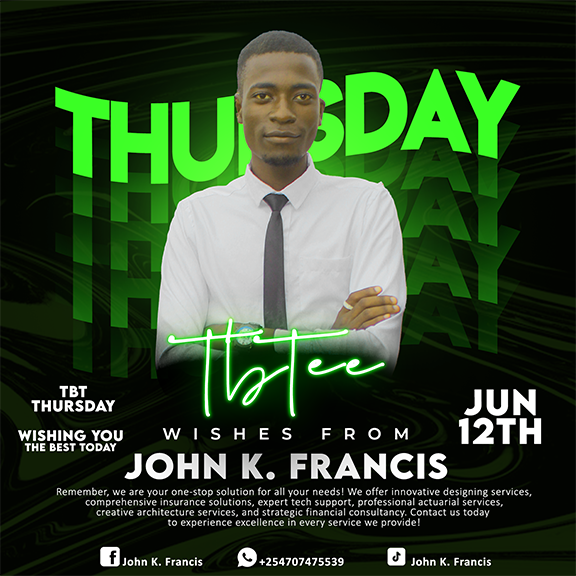 THURSDAY
TbTee
TBT
THURSDAY
WISHING YOU
THE BEST TODAY
JUN
12TH
WISHES FROM
JOHN K. FRANCIS
Remember, we are your one-stop solution for all your needs! We offer innovative designing services,
comprehensive insurance solutions, expert tech support, professional actuarial services,
creative architecture services, and strategic financial consultancy. Contact us today
to experience excellence in every service we provide!
John K. Francis
+254707475539
John K. Francis